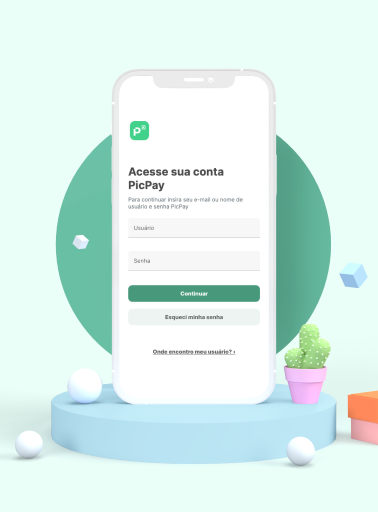 Acesse sua conta
PicPay
Para continuar insira seu e-mail ou nome de
usuário e senha PicPay
Usuário
Senha
Continuar
Esqueci minha senha
Onde encontro meu usuário? ›